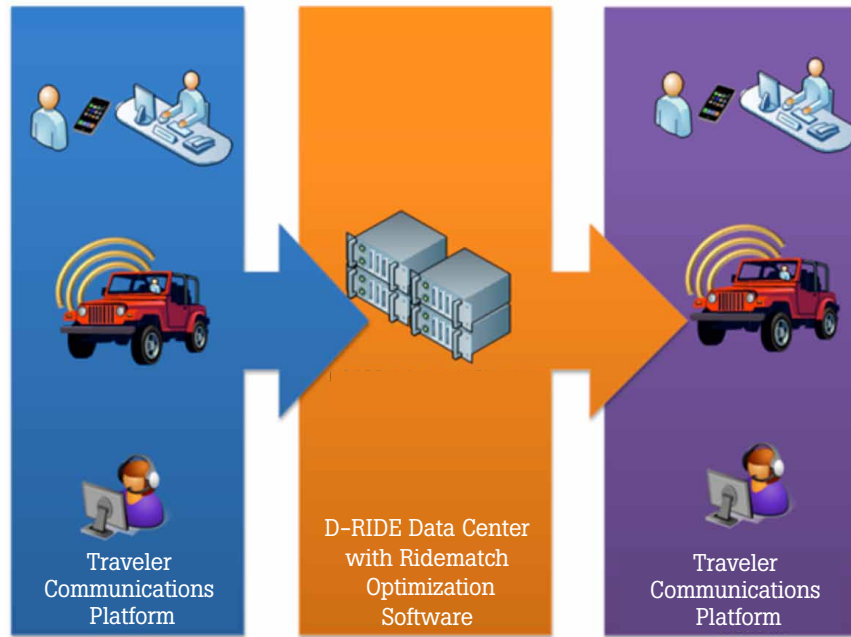 Traveler
Communications
Platform
D-RIDE Data Center
with Ridematch
Optimization
Software
Traveler
Communications
Platform